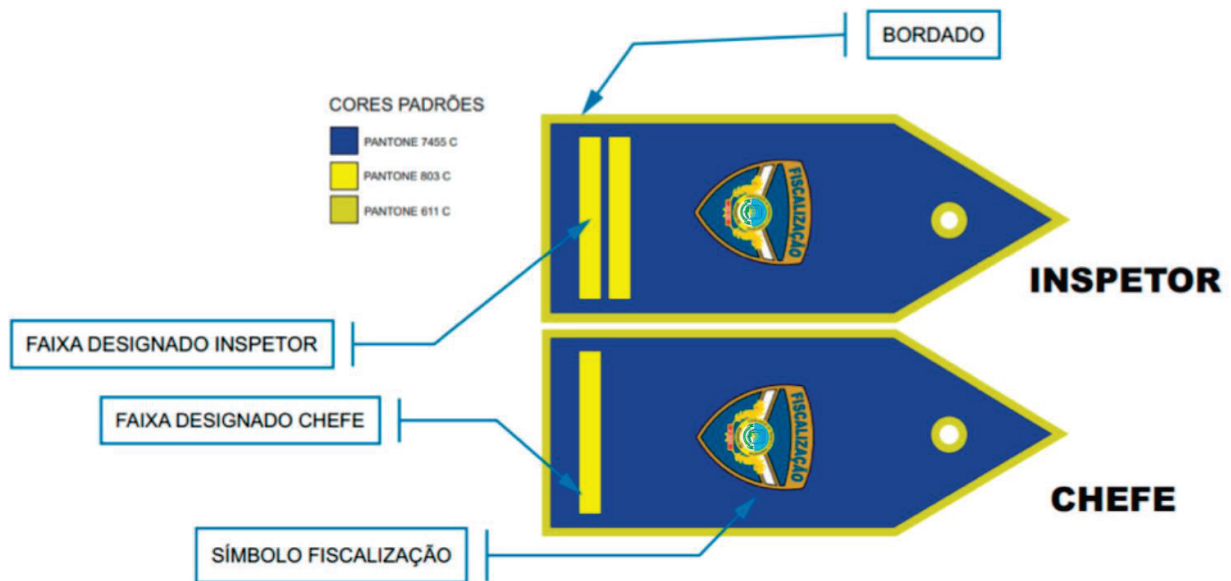 BORDADO
CORES PADRÕES
PANTONE 7455 C
PANTONE 803 C
PANTONE 611 C
FISCALIZAÇÃO
INSPETOR
FAIXA DESIGNADO INSPETOR
FAIXA DESIGNADO CHEFE
FISCALIZAÇÃO
CHEFE
SÍMBOLO FISCALIZAÇÃO